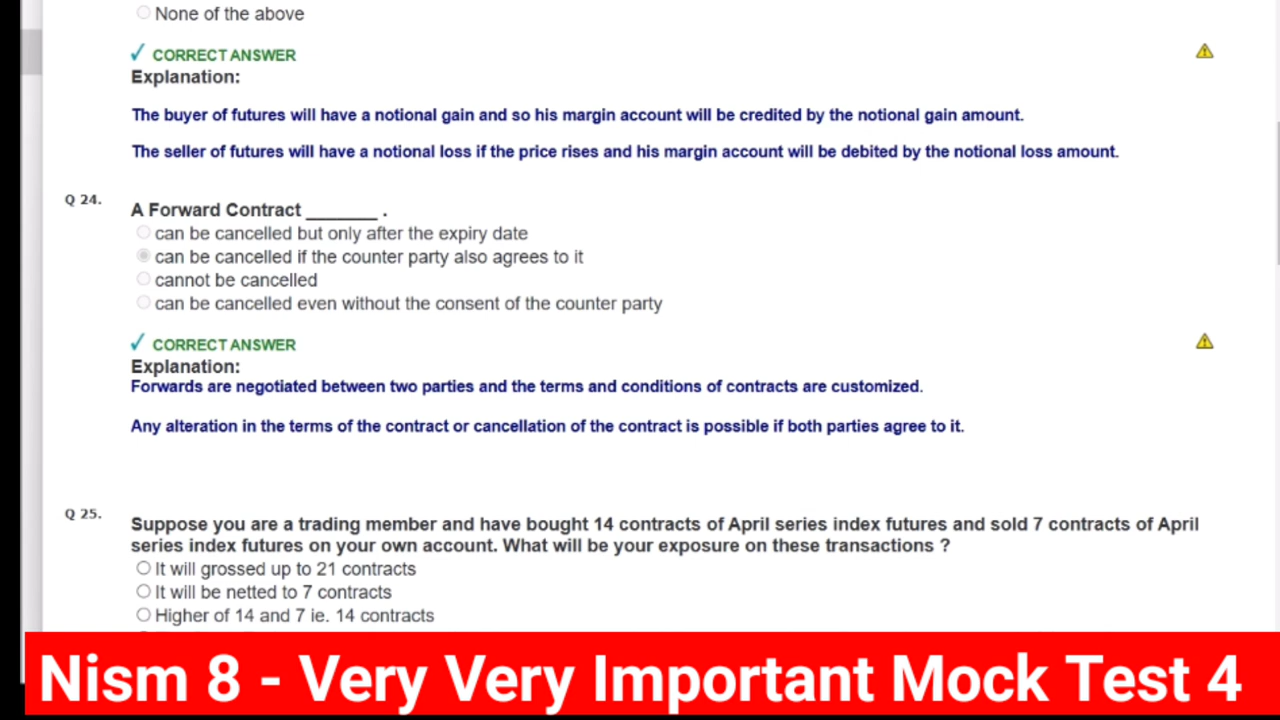 None of the above
✓ CORRECT ANSWER
Explanation:
The buyer of futures will have a notional gain and so his margin account will be credited by the notional gain amount.
The seller of futures will have a notional loss if the price rises and his margin account will be debited by the notional loss amount.
Q 24.
A Forward Contract _______ .
can be cancelled but only after the expiry date
can be cancelled if the counter party also agrees to it
cannot be cancelled
can be cancelled even without the consent of the counter party
✓ CORRECT ANSWER
Explanation:
Forwards are negotiated between two parties and the terms and conditions of contracts are customized.
Any alteration in the terms of the contract or cancellation of the contract is possible if both parties agree to it.
Q 25.
Suppose you are a trading member and have bought 14 contracts of April series index futures and sold 7 contracts of April
series index futures on your own account. What will be your exposure on these transactions ?
It will grossed up to 21 contracts
It will be netted to 7 contracts
Higher of 14 and 7 ie. 14 contracts
Nism 8 - Very Very Important Mock Test 4